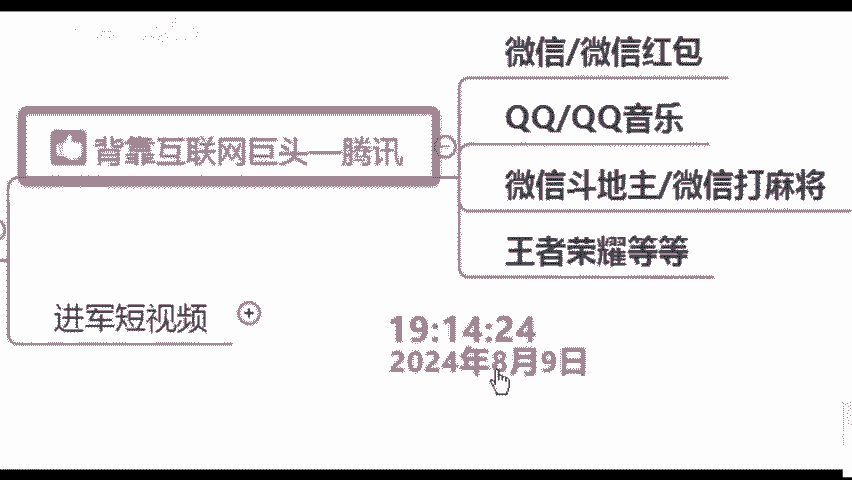 背靠互联网巨头—腾讯
微信/微信红包
QQ/QQ音乐
微信斗地主/微信打麻将
王者荣耀等等
进军短视频
19:14:24
2024年8月9日